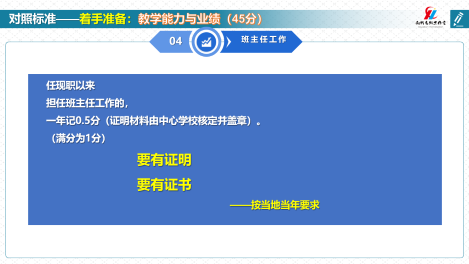 对照标准——着手准备：教学能力与业绩（45分）
04
班主任工作
任现职以来
担任班主任工作的，
一年记0.5分（证明材料由中心学校核定并盖章）。
（满分为1分）
要有证明
要有证书
——按当地当年要求